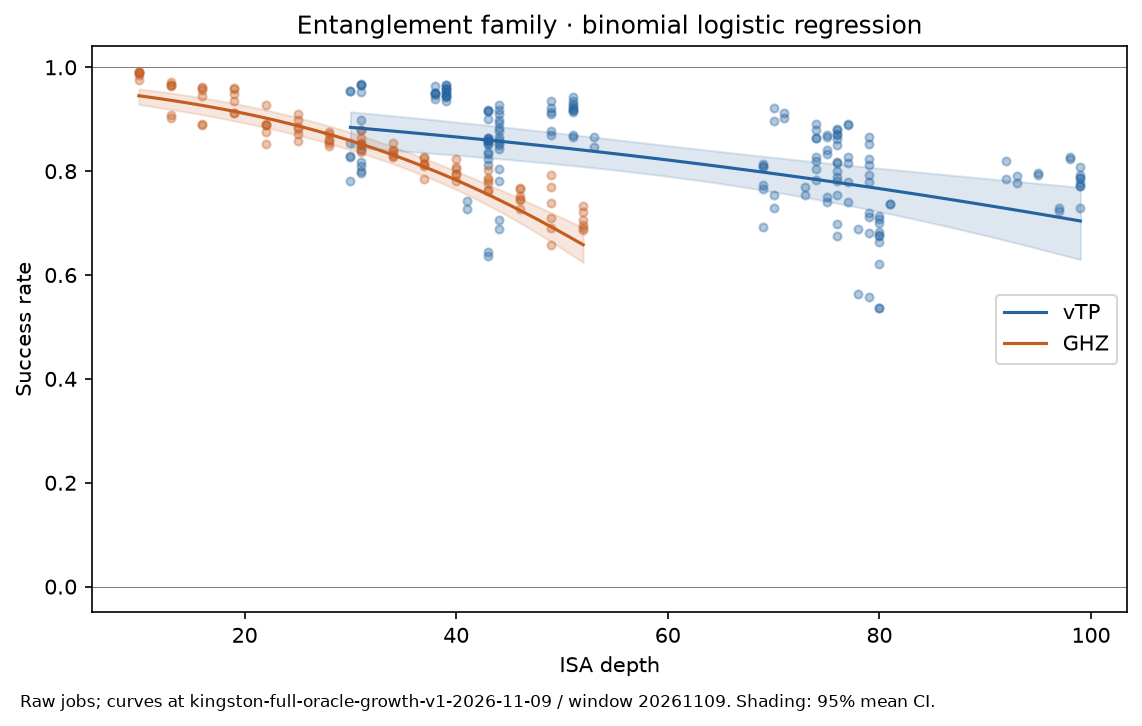 Entanglement family · binomial logistic regression
Success rate
1.0
0.8
0.6
0.4
0.2
0.0
vTP
GHZ
20 40 60 80 100
ISA depth
Raw jobs; curves at kingston-full-oracle-growth-v1-2026-11-09 / window 20261109. Shading: 95% mean CI.